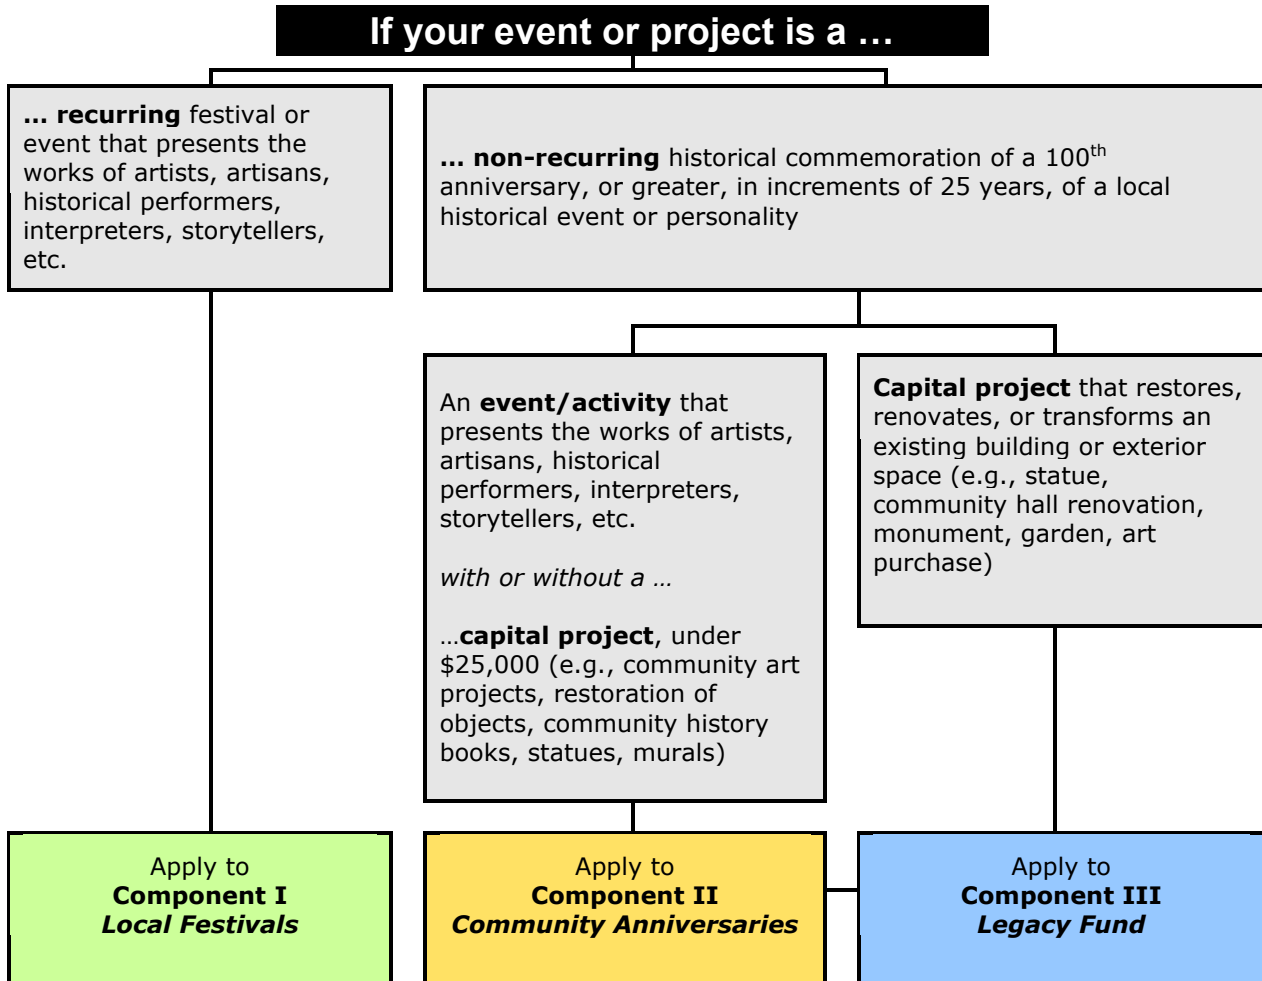 If your event or project is a …
… recurring festival or
event that presents the
works of artists, artisans,
historical performers,
interpreters, storytellers,
etc.
… non-recurring historical commemoration of a 100th
anniversary, or greater, in increments of 25 years, of a local
historical event or personality
An event/activity that
presents the works of artists,
artisans, historical
performers, interpreters,
storytellers, etc.
with or without a …
…capital project, under
$25,000 (e.g., community art
projects, restoration of
objects, community history
books, statues, murals)
Capital project that restores,
renovates, or transforms an
existing building or exterior
space (e.g., statue,
community hall renovation,
monument, garden, art
purchase)
Apply to
Component I
Local Festivals
Apply to
Component II
Community Anniversaries
Apply to
Component III
Legacy Fund